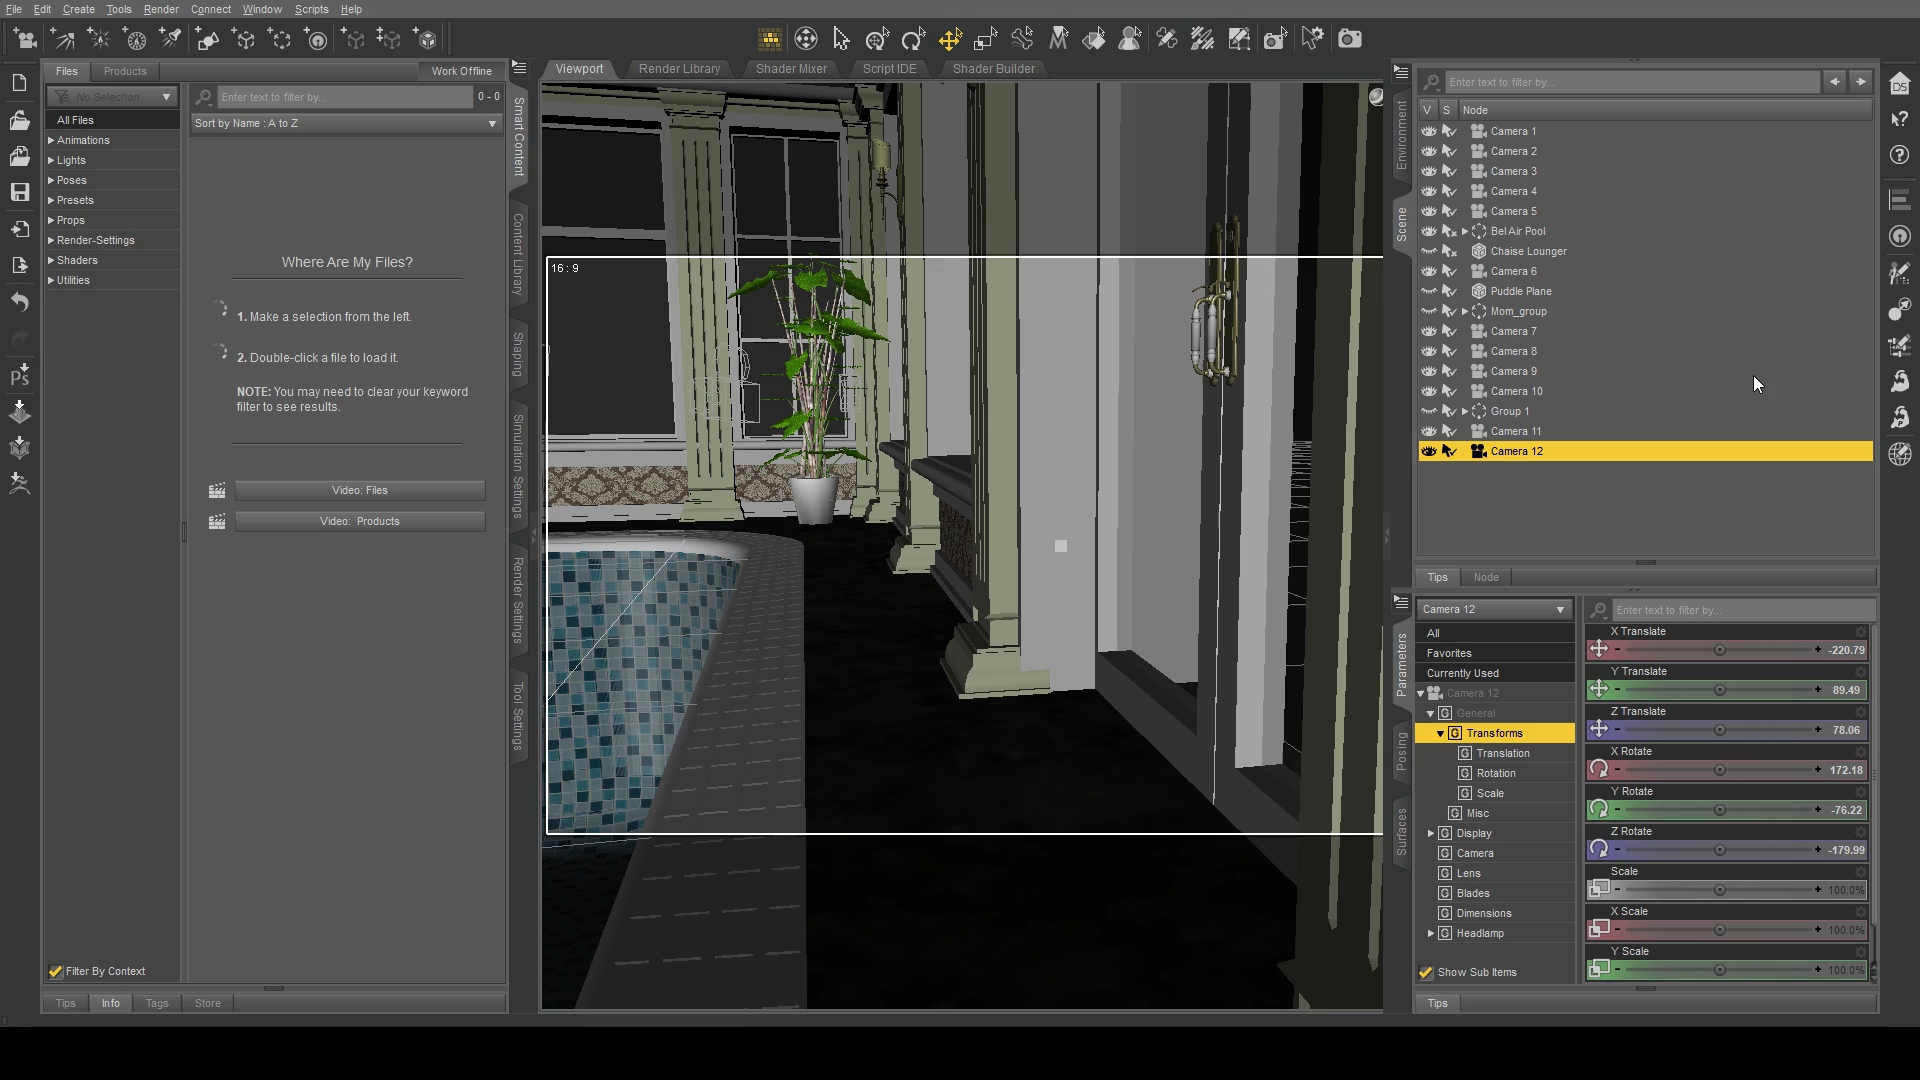 File Edit Create Tools Render Connect Window Scripts Help
Files Products Work Offline
Viewport Render Library Shader Mixer Script IDE Shader Builder
No Selection
Enter text to filter by... 0 - 0
Sort by Name : A to Z
All Files
Animations
Lights
Poses
Presets
Props
Render-Settings
Shaders
Utilities
Where Are My Files?
1. Make a selection from the left.
2. Double-click a file to load it.
NOTE: You may need to clear your keyword
filter to see results.
Video: Files
Video: Products
Filter By Context
Tips Info Tags Store
Smart Content
Content Library
Shaping
Simulation Settings
Render Settings
Tool Settings
16 : 9
Environment
Scene
Enter text to filter by...
V S Node
Camera 1
Camera 2
Camera 3
Camera 4
Camera 5
Bel Air Pool
Chaise Lounger
Camera 6
Puddle Plane
Mom_group
Camera 7
Camera 8
Camera 9
Camera 10
Group 1
Camera 11
Camera 12
Tips Node
Parameters
Posing
Surfaces
Camera 12
Enter text to filter by...
All
Favorites
Currently Used
Camera 12
General
Transforms
Translation
Rotation
Scale
Misc
Display
Camera
Lens
Blades
Dimensions
Headlamp
Show Sub Items
X Translate
-220.79
Y Translate
89.49
Z Translate
78.06
X Rotate
172.18
Y Rotate
-76.22
Z Rotate
-179.99
Scale
100.0%
X Scale
100.0%
Y Scale
100.0%
Tips
DS
Ps